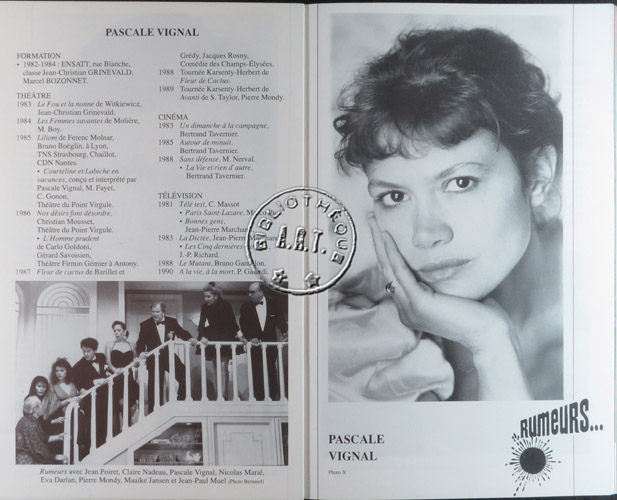 PASCALE VIGNAL
FORMATION
• 1982-1984 : ENSATT, rue Blanche,
classe Jean-Christian GRINEVALD,
Marcel BOZONNET.
THÉÂTRE
1983 Le Fou et la nonne de Witkiewicz,
Jean-Christian Grinevald.
1984 Les Femmes savantes de Molière,
M. Boy.
1985 Liliom de Ferenc Molnar,
Bruno Boëglin, à Lyon,
TNS Strasbourg, Chaillot,
CDN Nantes.
• Courteline et Labiche en
vacances, conçu et interprété par
Pascale Vignal, M. Fayet,
C. Gonon,
Théâtre du Point Virgule.
1986 Nos désirs font désordre,
Christian Mousset,
Théâtre du Point Virgule.
• L'Homme prudent
de Carlo Goldoni,
Gérard Savoisien,
Théâtre Firmin Gémier à Antony.
1987 Fleur de cactus de Barillet et
Grédy, Jacques Rosny,
Comédie des Champs-Élysées.
1988 Tournée Karsenty-Herbert de
Fleur de Cactus.
1989 Tournée Karsenty-Herbert de
Avanti de S. Taylor, Pierre Mondy.
CINÉMA
1983 Un dimanche à la campagne,
Bertrand Tavernier.
1985 Autour de minuit,
Bertrand Tavernier.
1988 Sans défense, M. Nerval.
• La Vie et rien d'autre,
Bertrand Tavernier.
TÉLÉVISION
1981 Télé test, C. Massot
• Paris Saint-Lazare,
• Bonnes gens,
Jean-Pierre Marchand
1983 La Dictée, Jean-Pierre Marchand
• Les Cinq dernières
J.-P. Richard.
1988 Le Mutant, Bruno
1990 A la vie, à la mort, P.
BIBLIOTHÈQUE
A.R.T.
Rumeurs avec Jean Poiret, Claire Nadeau, Pascale Vignal, Nicolas Marié,
Eva Darlan, Pierre Mondy, Maaike Jansen et Jean-Paul Muel (Photo Bernand)
PASCALE
VIGNAL
Photo X
RUMEURS...